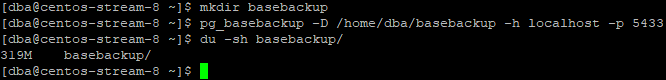 [dba@centos-stream-8 ~]$ mkdir basebackup
[dba@centos-stream-8 ~]$ pg_basebackup -D /home/dba/basebackup -h localhost -p 5433
[dba@centos-stream-8 ~]$ du -sh basebackup/
319M    basebackup/
[dba@centos-stream-8 ~]$